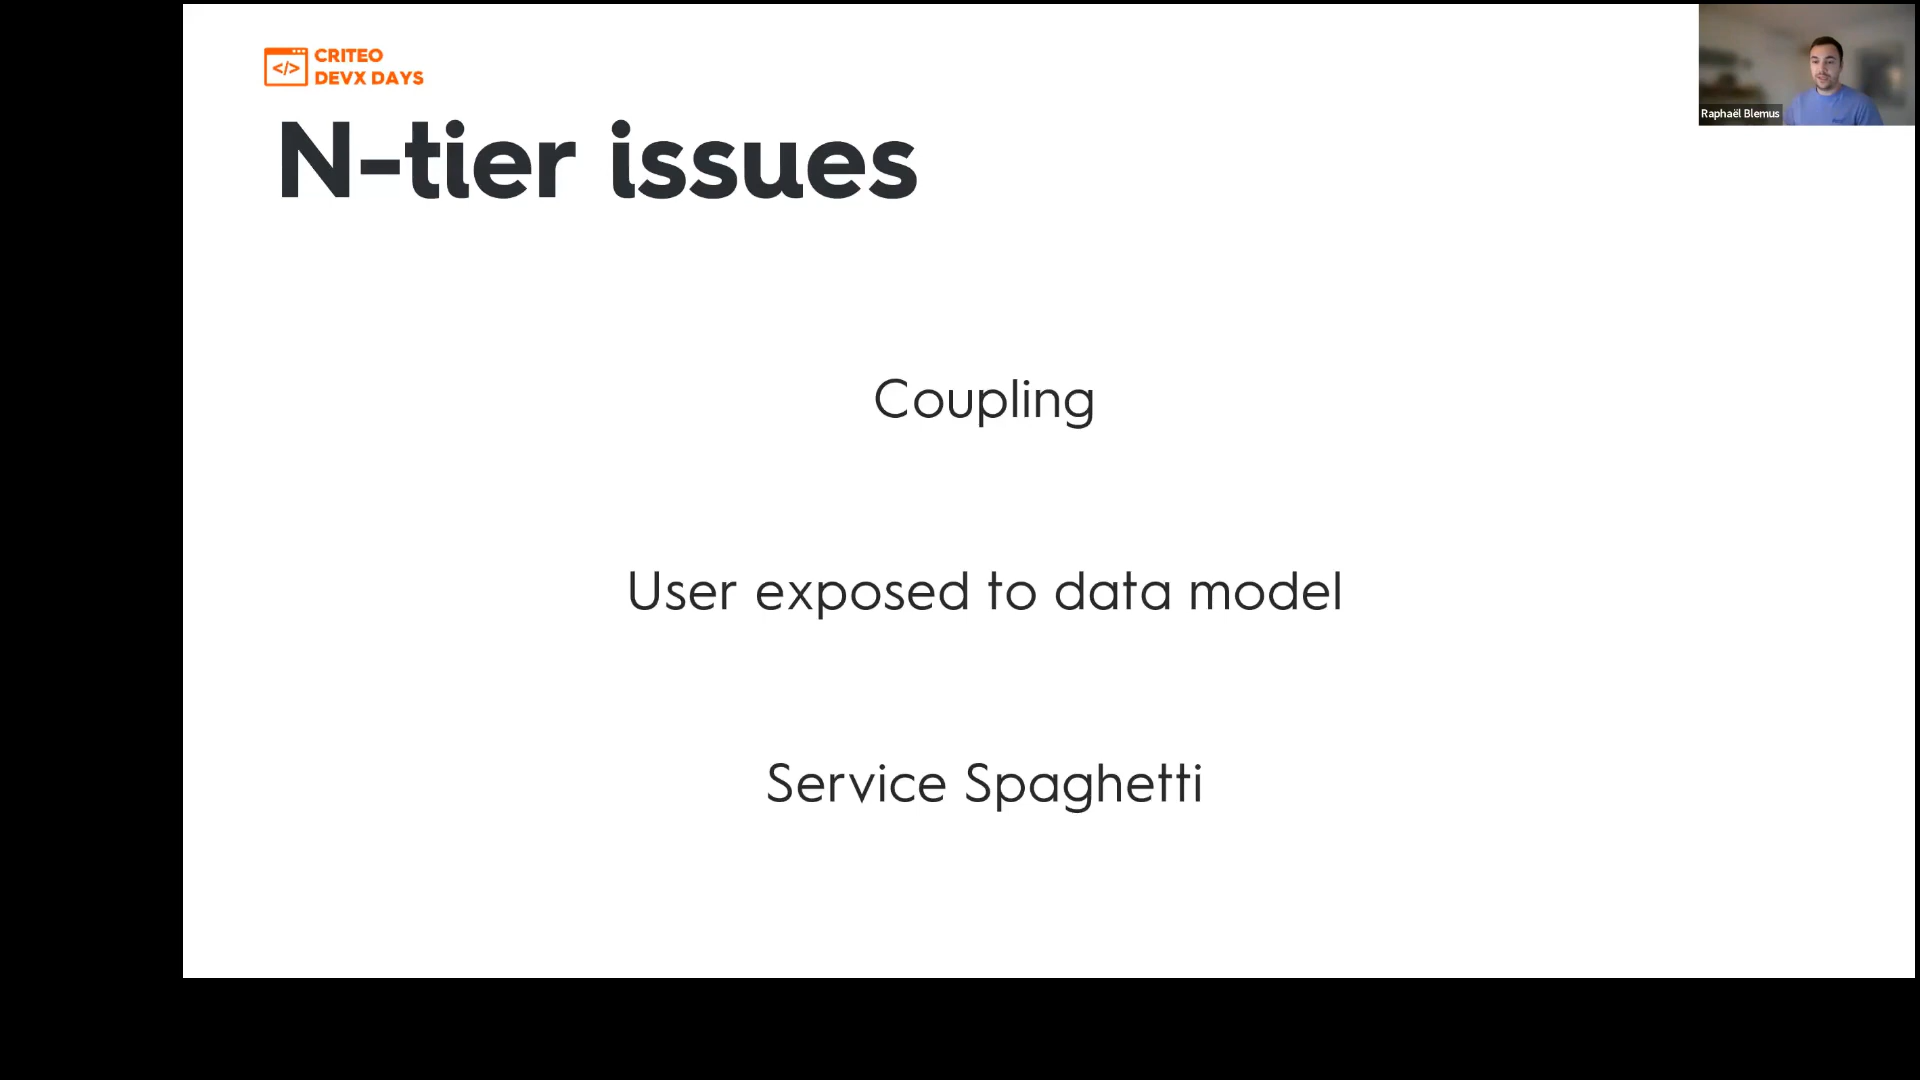 CRITEO
DEVX DAYS
Raphaël Blemus
N-tier issues
Coupling
User exposed to data model
Service Spaghetti